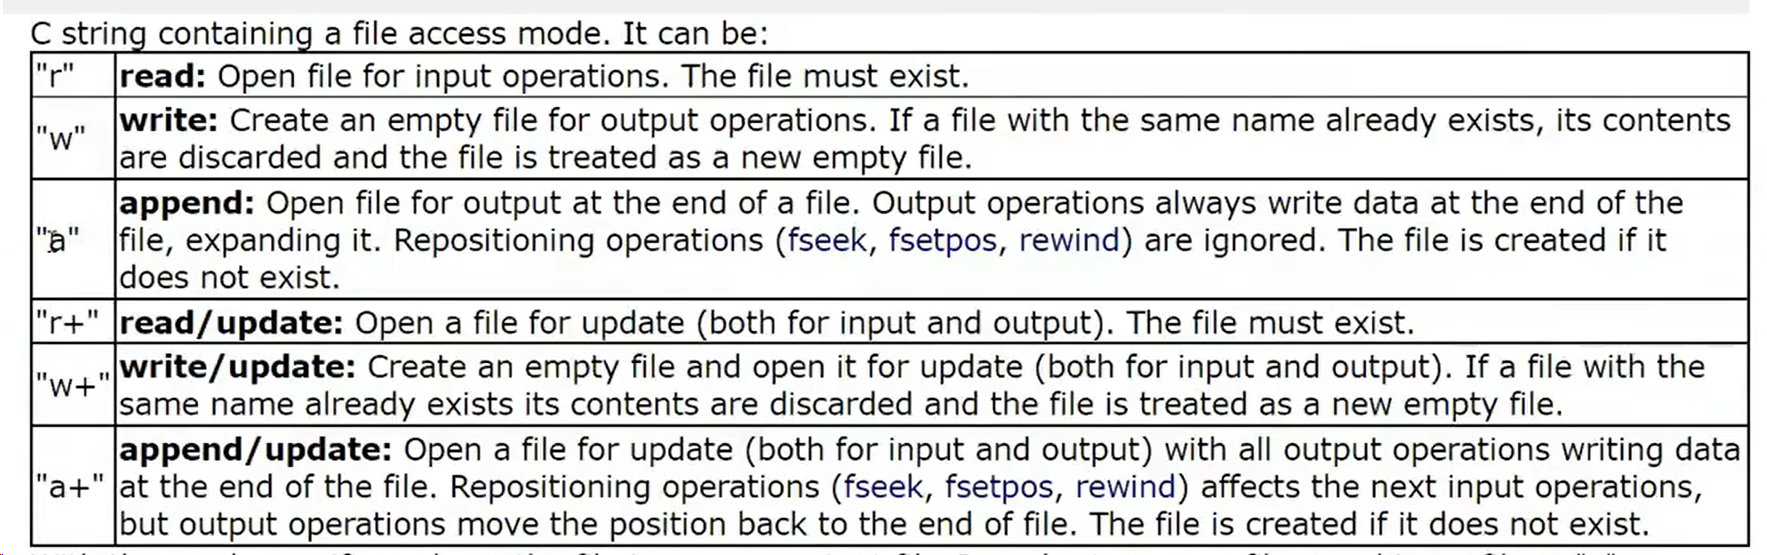 C string containing a file access mode. It can be:
"r" read: Open file for input operations. The file must exist.
"w" write: Create an empty file for output operations. If a file with the same name already exists, its contents
are discarded and the file is treated as a new empty file.
"a" append: Open file for output at the end of a file. Output operations always write data at the end of the
file, expanding it. Repositioning operations (fseek, fsetpos, rewind) are ignored. The file is created if it
does not exist.
"r+" read/update: Open a file for update (both for input and output). The file must exist.
"w+" write/update: Create an empty file and open it for update (both for input and output). If a file with the
same name already exists its contents are discarded and the file is treated as a new empty file.
"a+" append/update: Open a file for update (both for input and output) with all output operations writing data
at the end of the file. Repositioning operations (fseek, fsetpos, rewind) affects the next input operations,
but output operations move the position back to the end of file. The file is created if it does not exist.